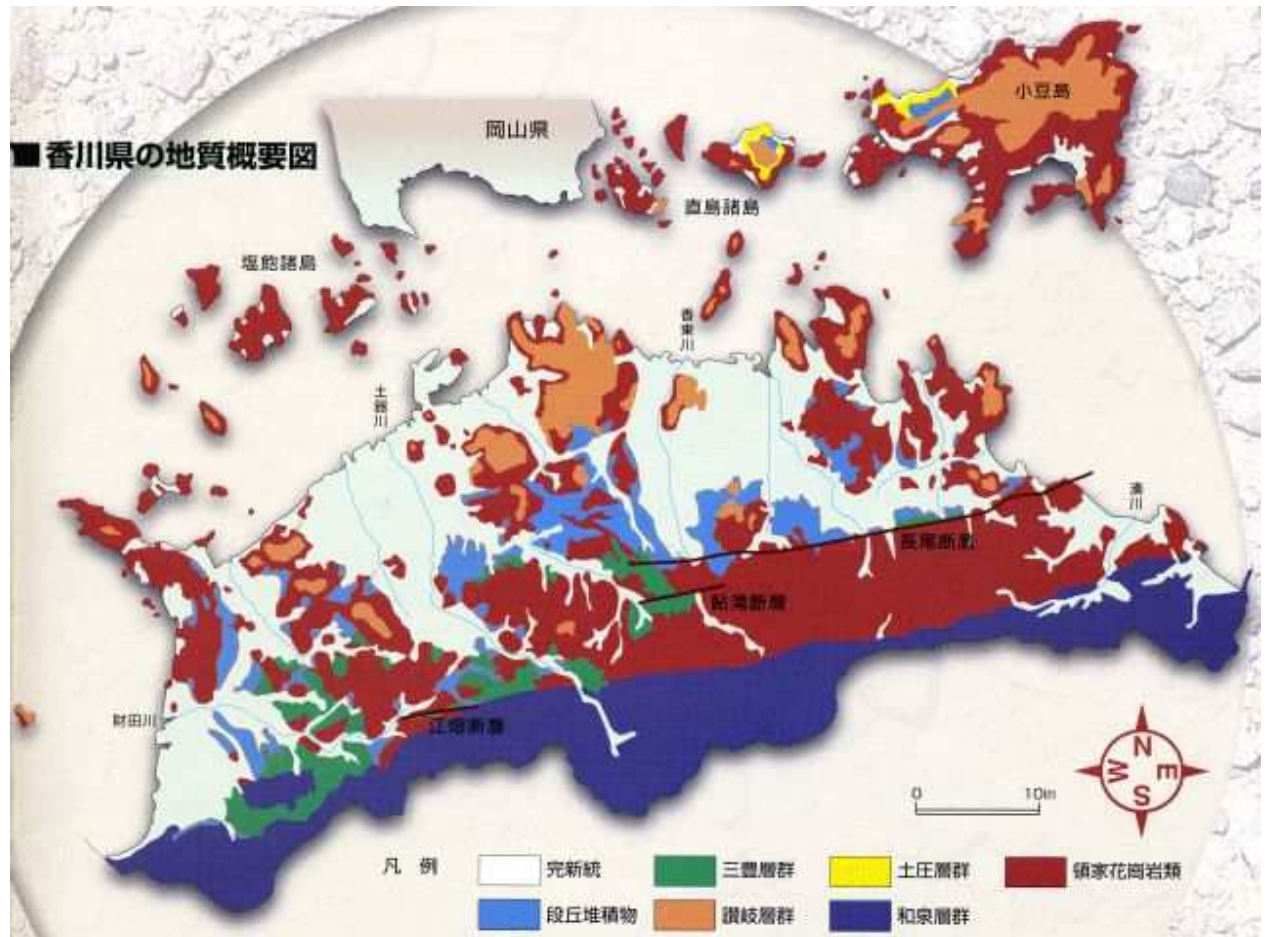 ■香川県の地質概要図
岡山県
小豆島
直島諸島
塩飽諸島
香東川
土器川
湊川
長尾断層
鮎滝断層
江畑断層
財田川
N
W E
S
0 10km
凡例
完新統
三豊層群
土圧層群
領家花崗岩類
段丘堆積物
讃岐層群
和泉層群